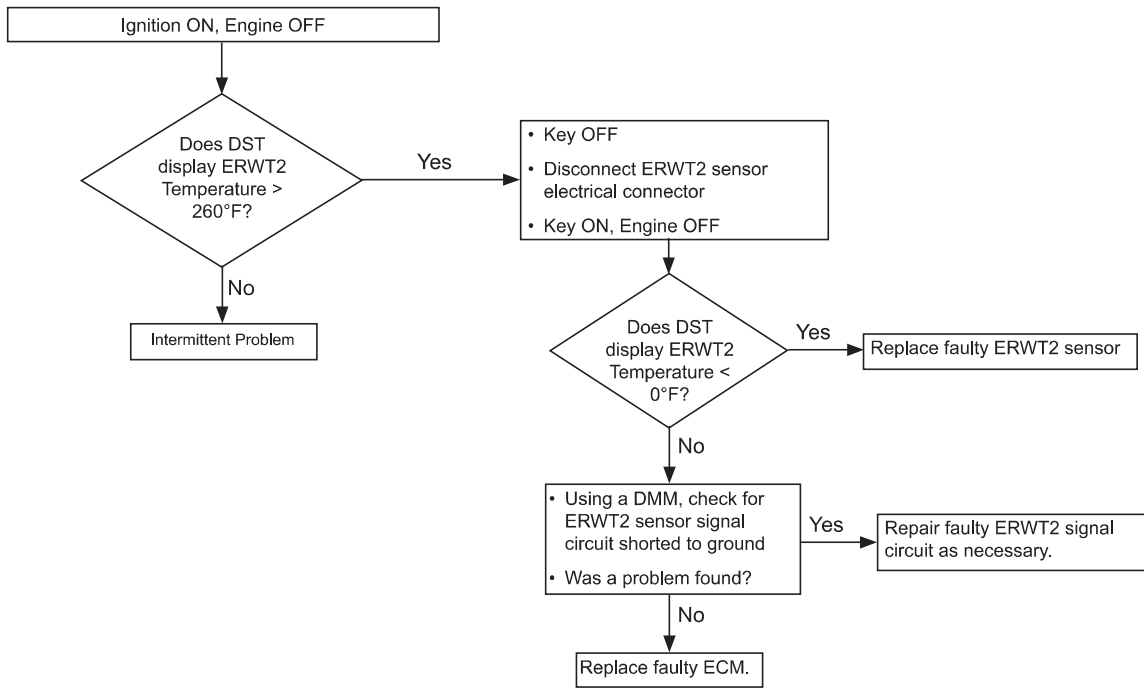 Ignition ON, Engine OFF
Does DST
display ERWT2
Temperature >
260°F?
Yes
No
Intermittent Problem
• Key OFF
• Disconnect ERWT2 sensor
electrical connector
• Key ON, Engine OFF
Does DST
display ERWT2
Temperature <
0°F?
Yes
Replace faulty ERWT2 sensor
No
• Using a DMM, check for
ERWT2 sensor signal
circuit shorted to ground
• Was a problem found?
Yes
Repair faulty ERWT2 signal
circuit as necessary.
No
Replace faulty ECM.